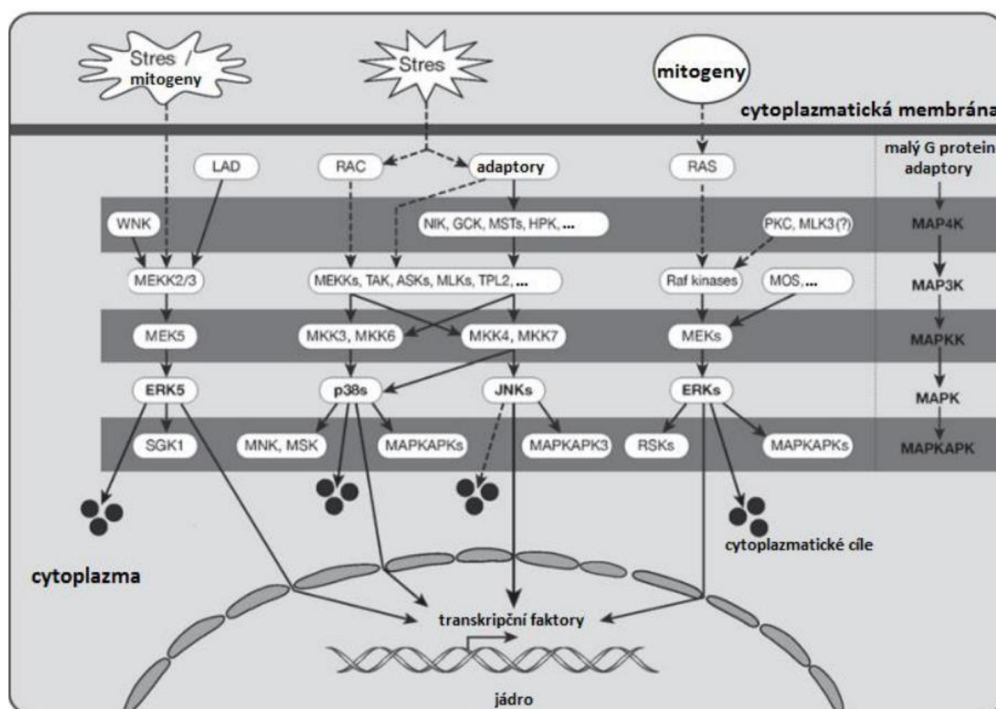 Stres /
mitogeny
Stres
mitogeny
cytoplazmatická membrána
LAD
RAC
adaptory
RAS
malý G protein
adaptory
WNK
NIK, GCK, MSTs, HPK, ...
PKC, MLK3(?)
MAP4K
MEKK2/3
MEKKs, TAK, ASKs, MLKs, TPL2, ...
Raf kinases
MOS, ...
MAP3K
MEK5
MKK3, MKK6
MKK4, MKK7
MEKs
MAPKK
ERK5
p38s
JNKs
ERKs
MAPK
SGK1
MNK, MSK
MAPKAPKs
MAPKAPK3
RSKs
MAPKAPKs
MAPKAPK
cytoplazmatické cíle
cytoplazma
transkripční faktory
jádro